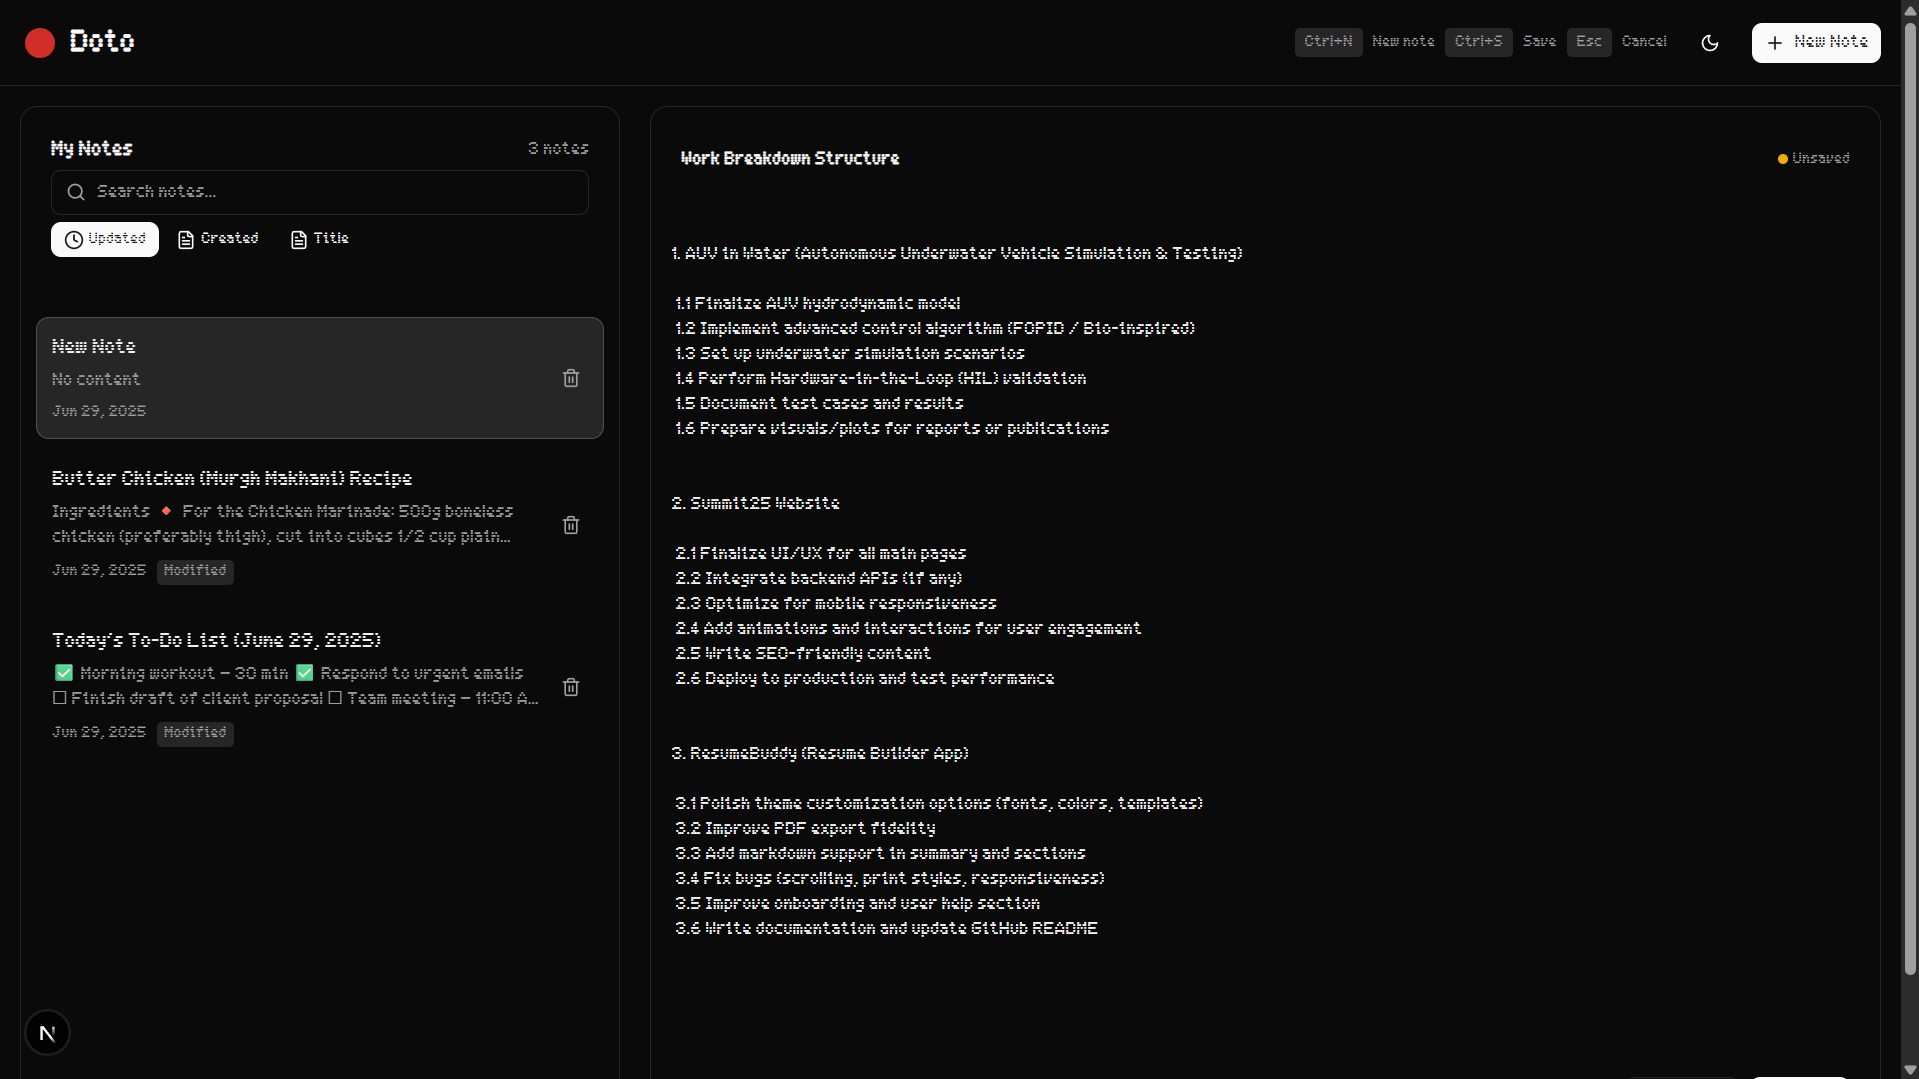 Doto
Ctrl+N New note Ctrl+S Save Esc Cancel
New Note
My Notes
3 notes
Search notes...
Updated Created Title
New Note
No content
Jun 29, 2025
Butter Chicken (Murgh Makhani) Recipe
Ingredients 🔸 For the Chicken Marinade: 500g boneless
chicken (preferably thigh), cut into cubes 1/2 cup plain...
Jun 29, 2025 Modified
Today's To-Do List (June 29, 2025)
✅ Morning workout – 30 min ✅ Respond to urgent emails
☐ Finish draft of client proposal ☐ Team meeting – 11:00 A...
Jun 29, 2025 Modified
N
Work Breakdown Structure
Unsaved
1. AUV in Water (Autonomous Underwater Vehicle Simulation & Testing)
1.1 Finalize AUV hydrodynamic model
1.2 Implement advanced control algorithm (FOPID / Bio-inspired)
1.3 Set up underwater simulation scenarios
1.4 Perform Hardware-in-the-Loop (HIL) validation
1.5 Document test cases and results
1.6 Prepare visuals/plots for reports or publications
2. Summit25 Website
2.1 Finalize UI/UX for all main pages
2.2 Integrate backend APIs (if any)
2.3 Optimize for mobile responsiveness
2.4 Add animations and interactions for user engagement
2.5 Write SEO-friendly content
2.6 Deploy to production and test performance
3. ResumeBuddy (Resume Builder App)
3.1 Polish theme customization options (fonts, colors, templates)
3.2 Improve PDF export fidelity
3.3 Add markdown support in summary and sections
3.4 Fix bugs (scrolling, print styles, responsiveness)
3.5 Improve onboarding and user help section
3.6 Write documentation and update GitHub README